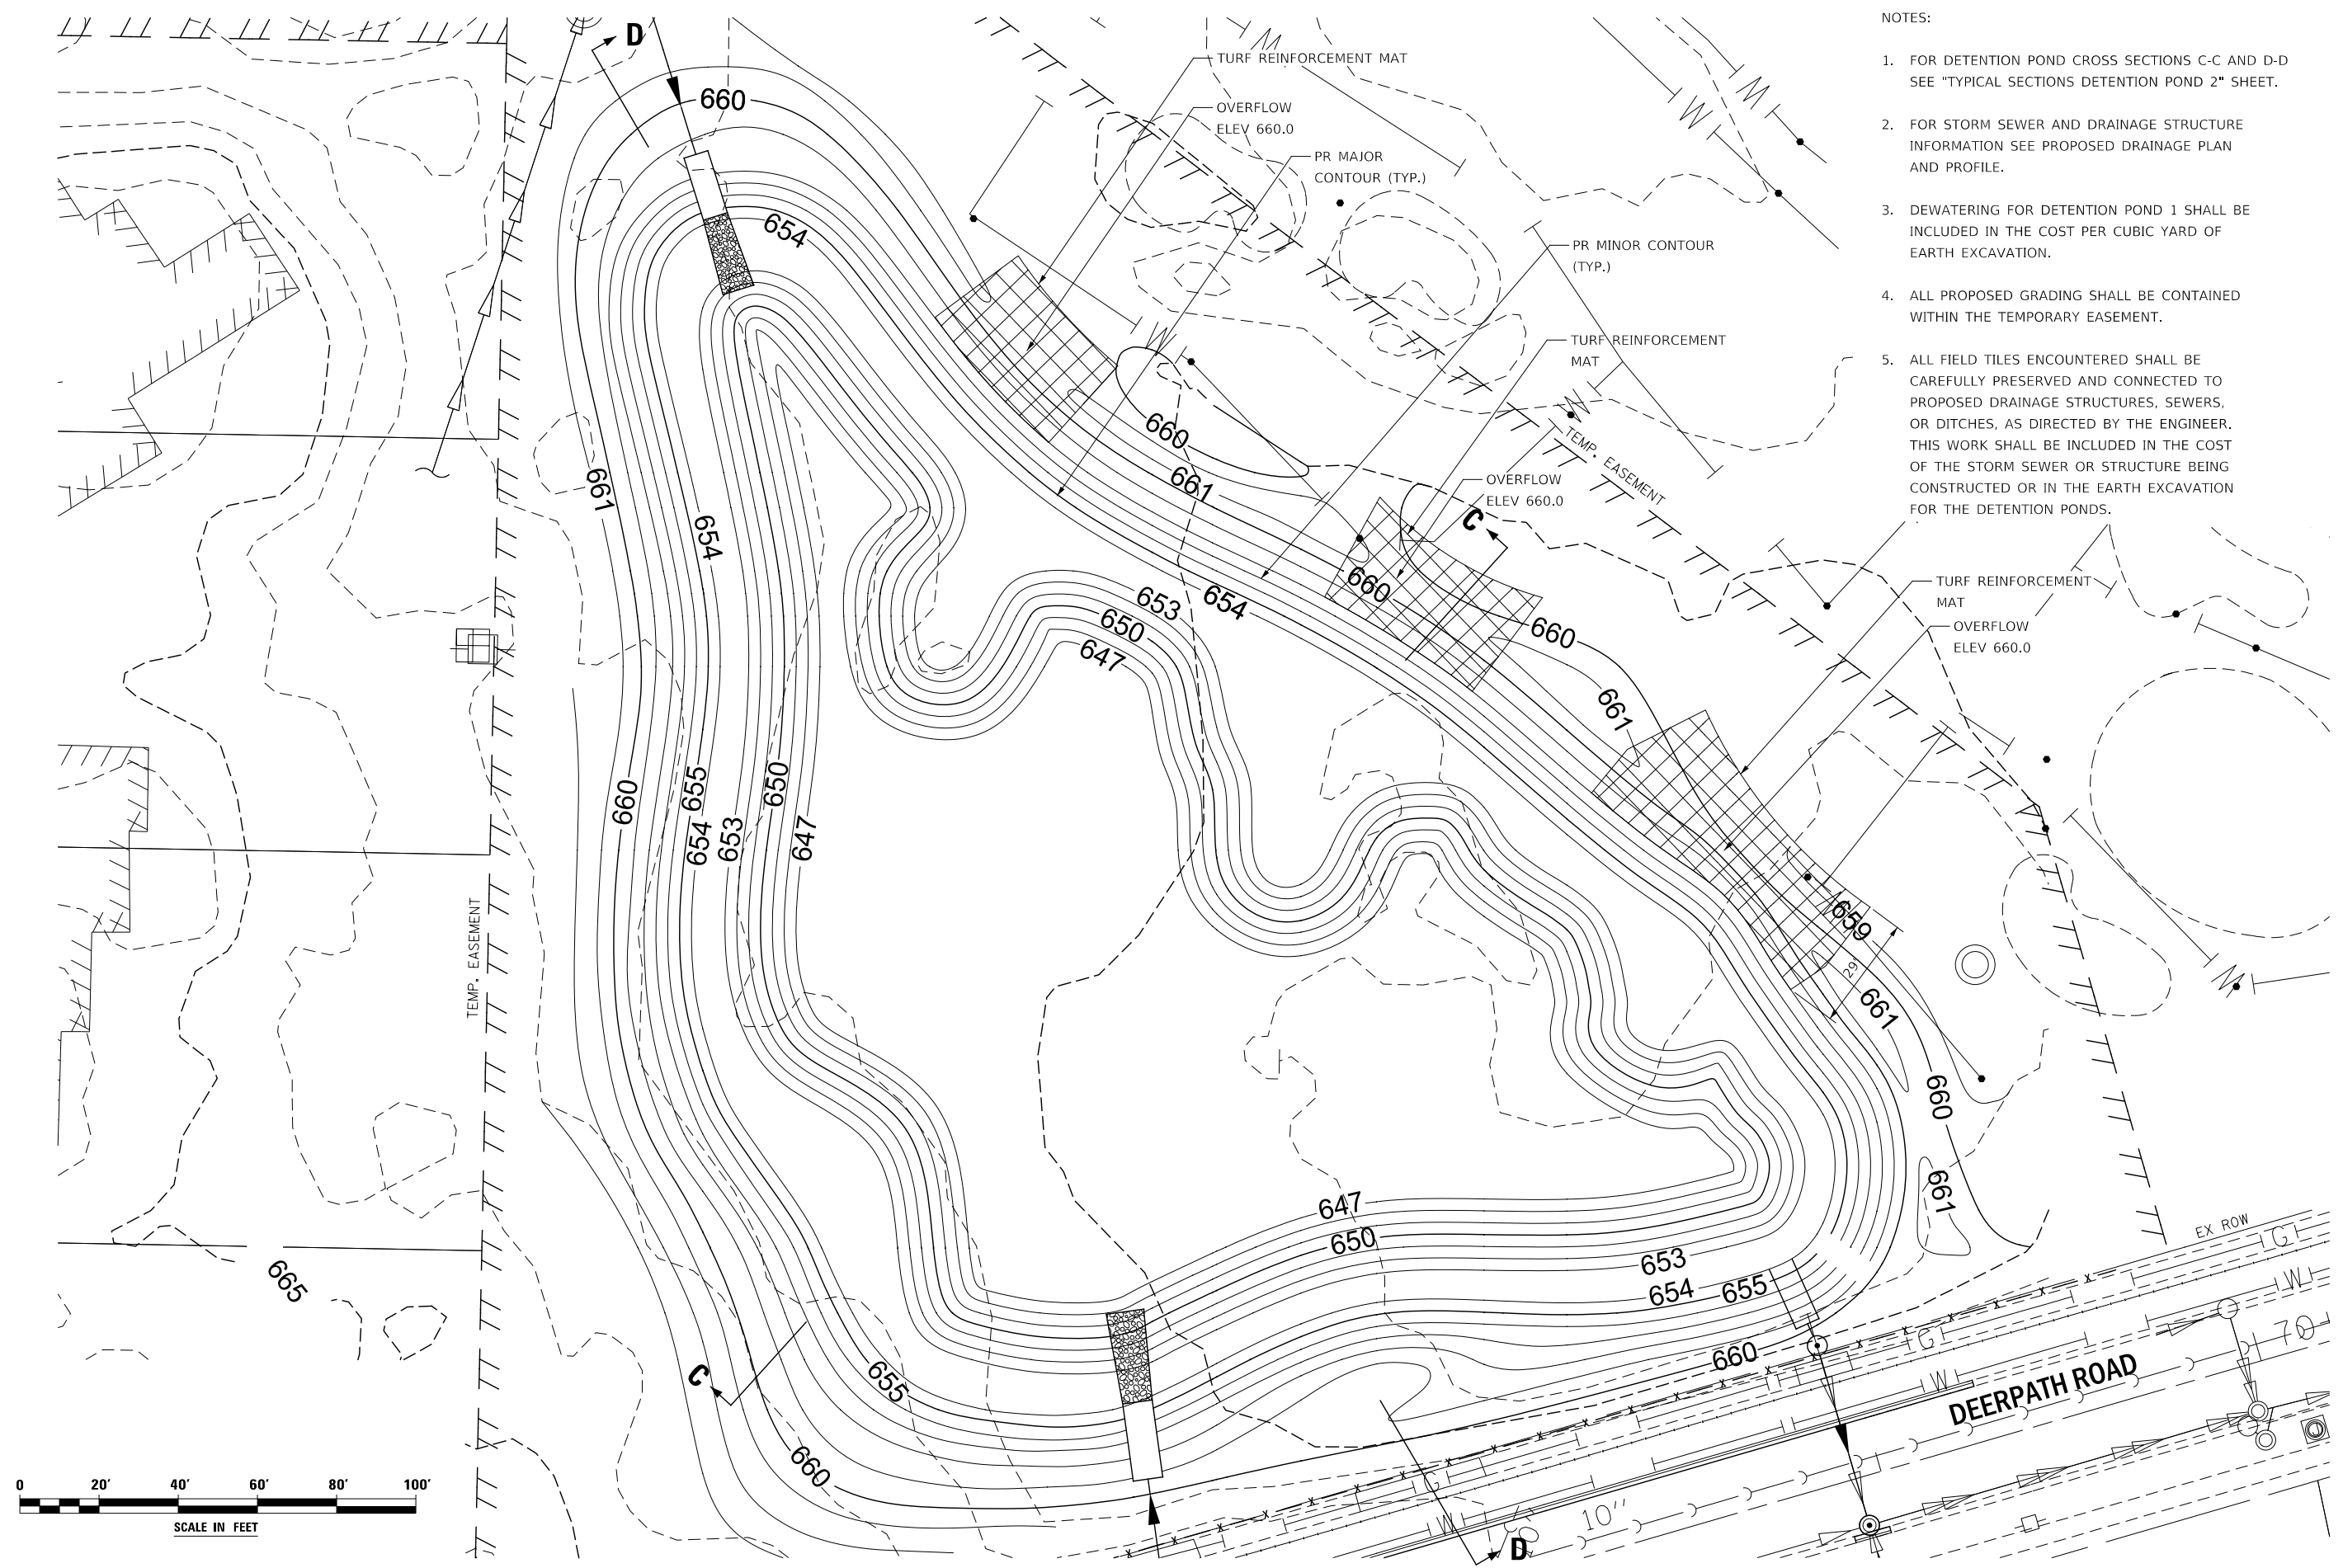 NOTES:
1. FOR DETENTION POND CROSS SECTIONS C-C AND D-D
SEE "TYPICAL SECTIONS DETENTION POND 2" SHEET.
2. FOR STORM SEWER AND DRAINAGE STRUCTURE
INFORMATION SEE PROPOSED DRAINAGE PLAN
AND PROFILE.
3. DEWATERING FOR DETENTION POND 1 SHALL BE
INCLUDED IN THE COST PER CUBIC YARD OF
EARTH EXCAVATION.
4. ALL PROPOSED GRADING SHALL BE CONTAINED
WITHIN THE TEMPORARY EASEMENT.
5. ALL FIELD TILES ENCOUNTERED SHALL BE
CAREFULLY PRESERVED AND CONNECTED TO
PROPOSED DRAINAGE STRUCTURES, SEWERS,
OR DITCHES, AS DIRECTED BY THE ENGINEER.
THIS WORK SHALL BE INCLUDED IN THE COST
OF THE STORM SEWER OR STRUCTURE BEING
CONSTRUCTED OR IN THE EARTH EXCAVATION
FOR THE DETENTION PONDS.
D
W
TURF REINFORCEMENT MAT
W
660
OVERFLOW
ELEV 660.0
W
PR MAJOR
CONTOUR (TYP.)
654
PR MINOR CONTOUR
(TYP.)
W
TURF REINFORCEMENT
MAT
W
660
TEMP. EASEMENT
661
661
OVERFLOW
ELEV 660.0
C
654
660
TURF REINFORCEMENT
MAT
653
654
650
660
OVERFLOW
ELEV 660.0
647
661
660
655
650
654
653
647
659
29'
W
661
TEMP. EASEMENT
660
661
647
EX ROW
650
G
653
665
654
655
W
660
G
70
C
655
W
DEERPATH ROAD
G
660
G
0 20' 40' 60' 80' 100'
SCALE IN FEET
W
10"
D